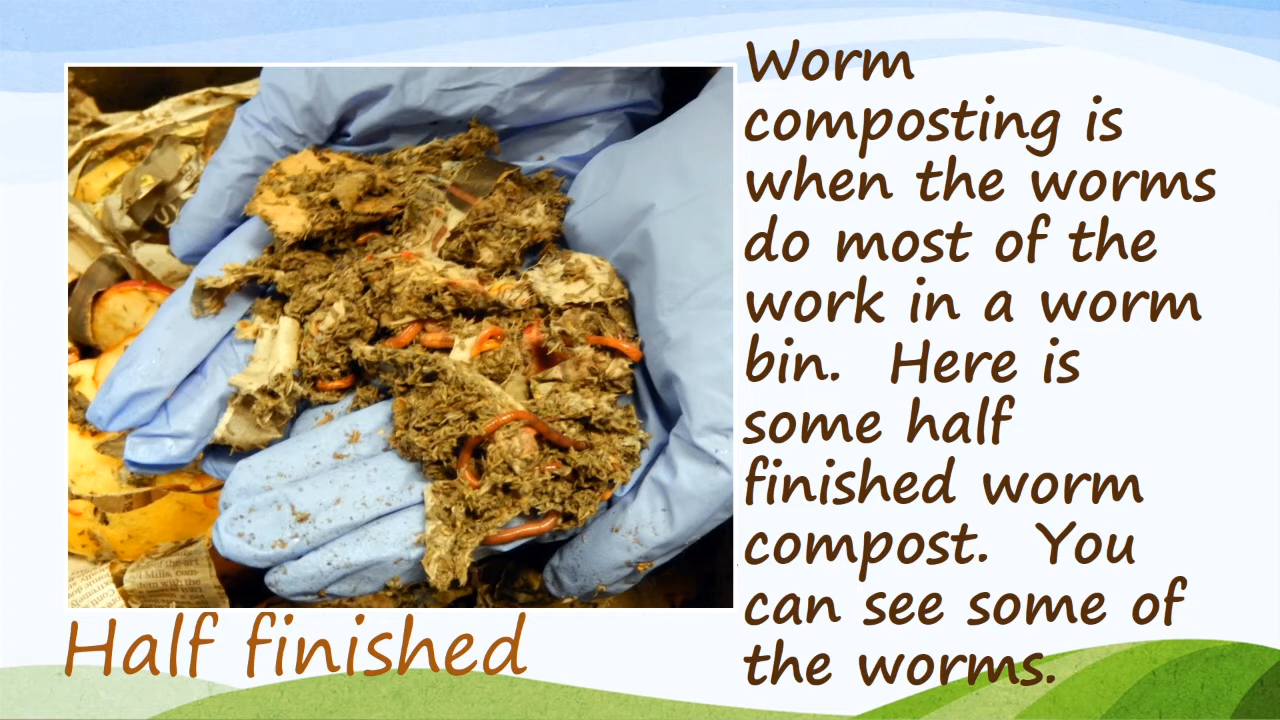 Worm
composting is
when the worms
do most of the
work in a worm
bin.  Here is
some half
finished worm
compost.  You
can see some of
the worms.
Half finished